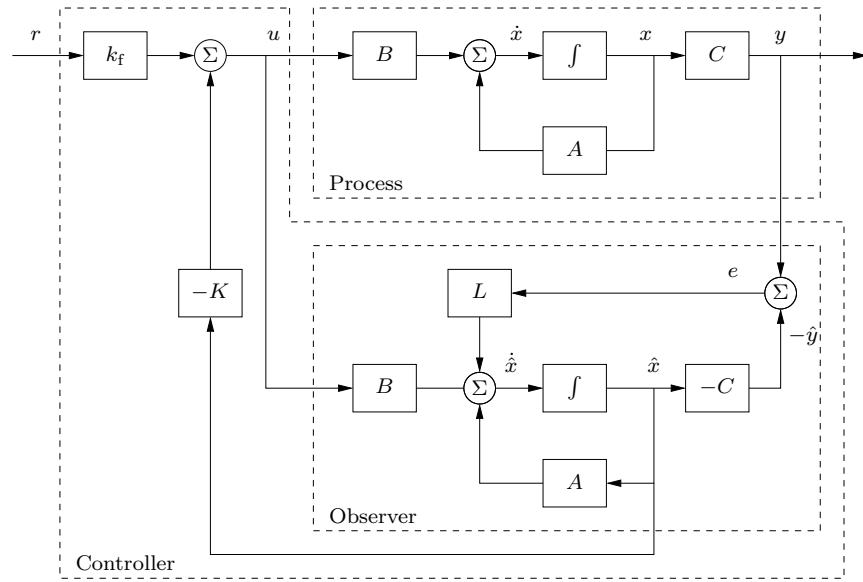 r
k_f
Σ
u
B
Σ
ẋ
∫
x
C
y
A
Process
−K
L
e
Σ
−ŷ
B
Σ
x̂̇
∫
x̂
−C
A
Observer
Controller